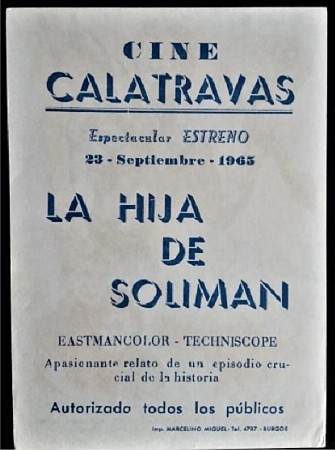 CINE
CALATRAVAS
Espectacular ESTRENO
23 - Septiembre - 1965
LA HIJA
DE
SOLIMAN
EASTMANCOLOR - TECHNISCOPE
Apasionante relato de un episodio cru-
cial de la historia
Autorizado todos los públicos
Imp. MARCELINO MIGUEL - Tel. 4757 - BURGOS